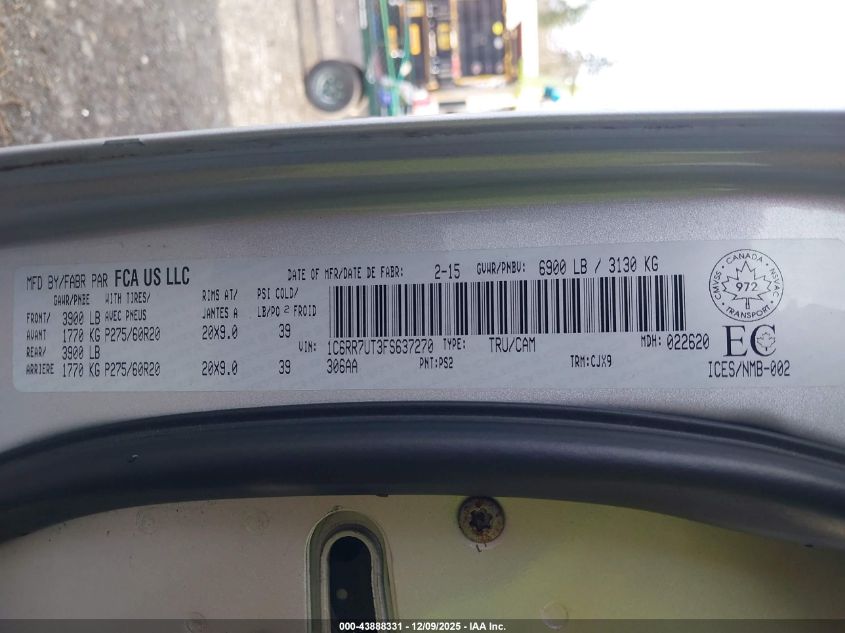 MFD BY/FABR PAR FCA US LLC
DATE OF MFR/DATE DE FABR: 2-15 GVWR/PNBV: 6900 LB / 3130 KG
GAWR/PNBE WITH TIRES/ RIMS AT/ PSI COLD/
FRONT/ 3900 LB AVEC PNEUS JANTES A LB/PO 2 FROID
AVANT 1770 KG P275/60R20 20X9.0 39
REAR/ 3900 LB
ARRIERE 1770 KG P275/60R20 20X9.0 39
VIN: 1C6RR7UT3FS637270 TYPE: TRU/CAM MDH: 022620
306AA PNT:PS2 TRM:CJX9
CANADA
CMVSS NSVAC
972
TRANSPORT
EC
ICES/NMB-002
000-43888331 - 12/09/2025 - IAA Inc.